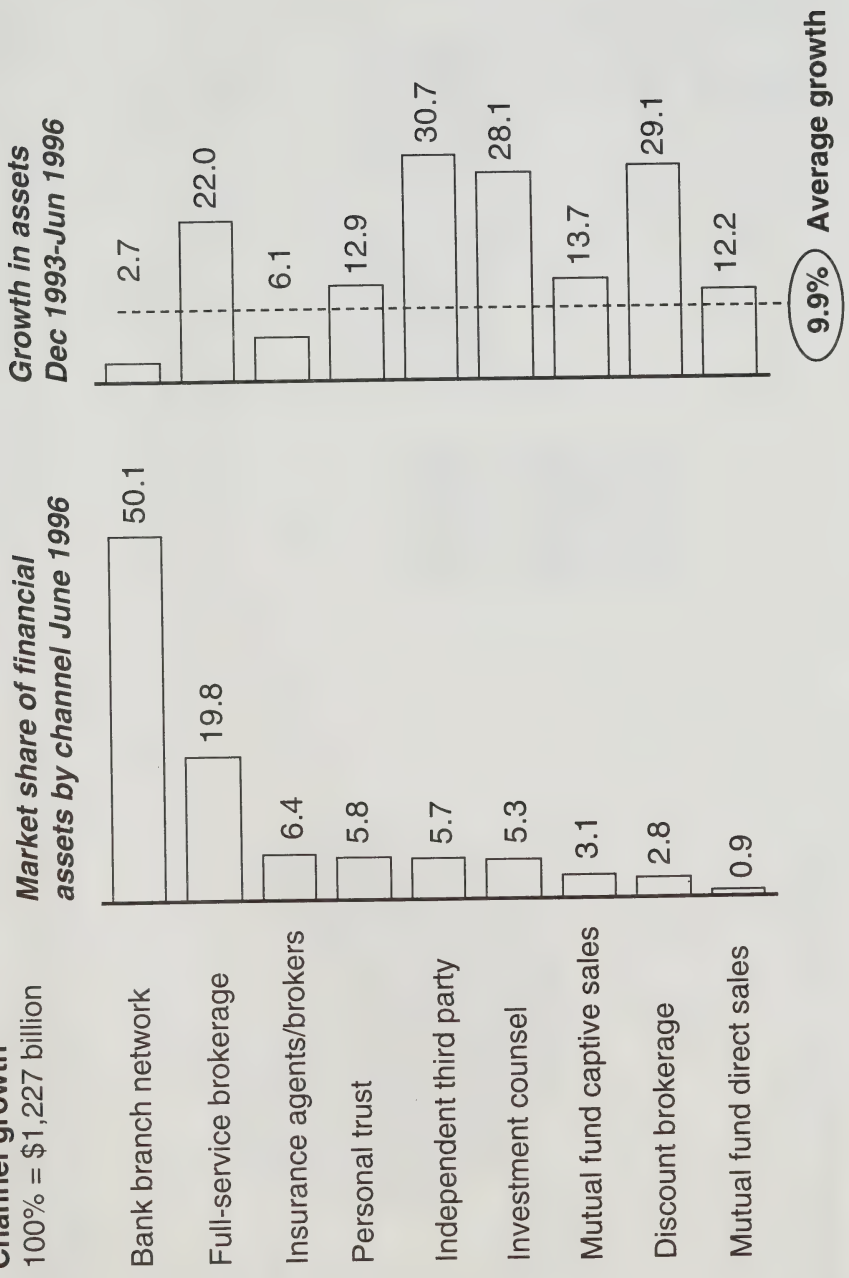 Channel growth
100% = $1,227 billion
Market share of financial
assets by channel June 1996
Growth in assets
Dec 1993-Jun 1996
Bank branch network 50.1 2.7
Full-service brokerage 19.8 22.0
Insurance agents/brokers 6.4 6.1
Personal trust 5.8 12.9
Independent third party 5.7 30.7
Investment counsel 5.3 28.1
Mutual fund captive sales 3.1 13.7
Discount brokerage 2.8 29.1
Mutual fund direct sales 0.9 12.2
9.9% Average growth